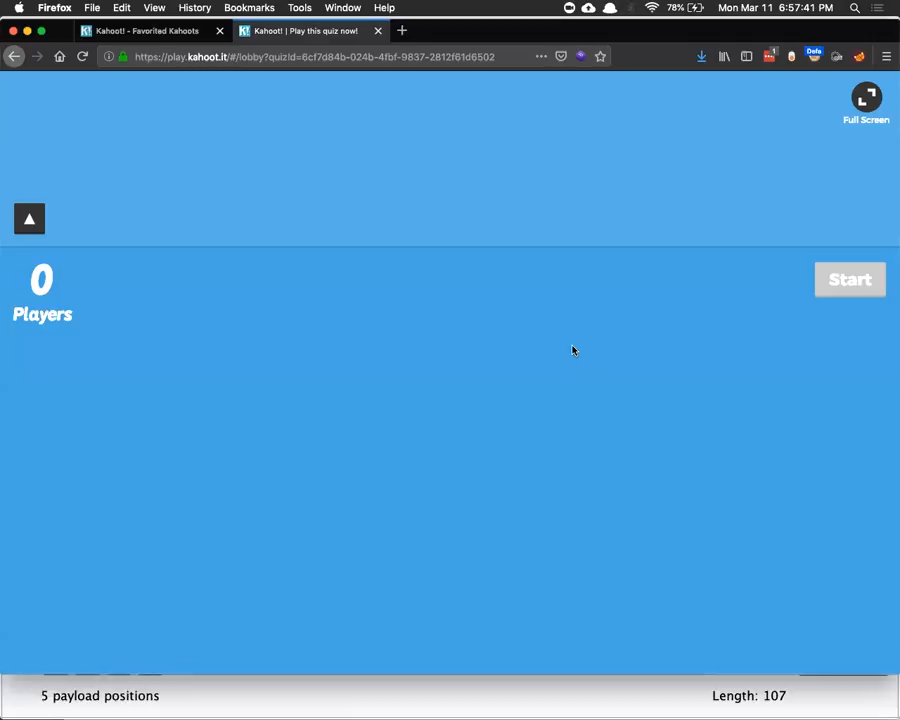 Firefox File Edit View History Bookmarks Tools Window Help 78% Mon Mar 11 6:57:41 PM
K! Kahoot! - Favorited Kahoots K! Kahoot! | Play this quiz now!
https://play.kahoot.it/#/lobby?quizId=6cf7d84b-024b-4fbf-9837-2812f61d6502 1 Defa
Full Screen
0
Players
Start
5 payload positions Length: 107